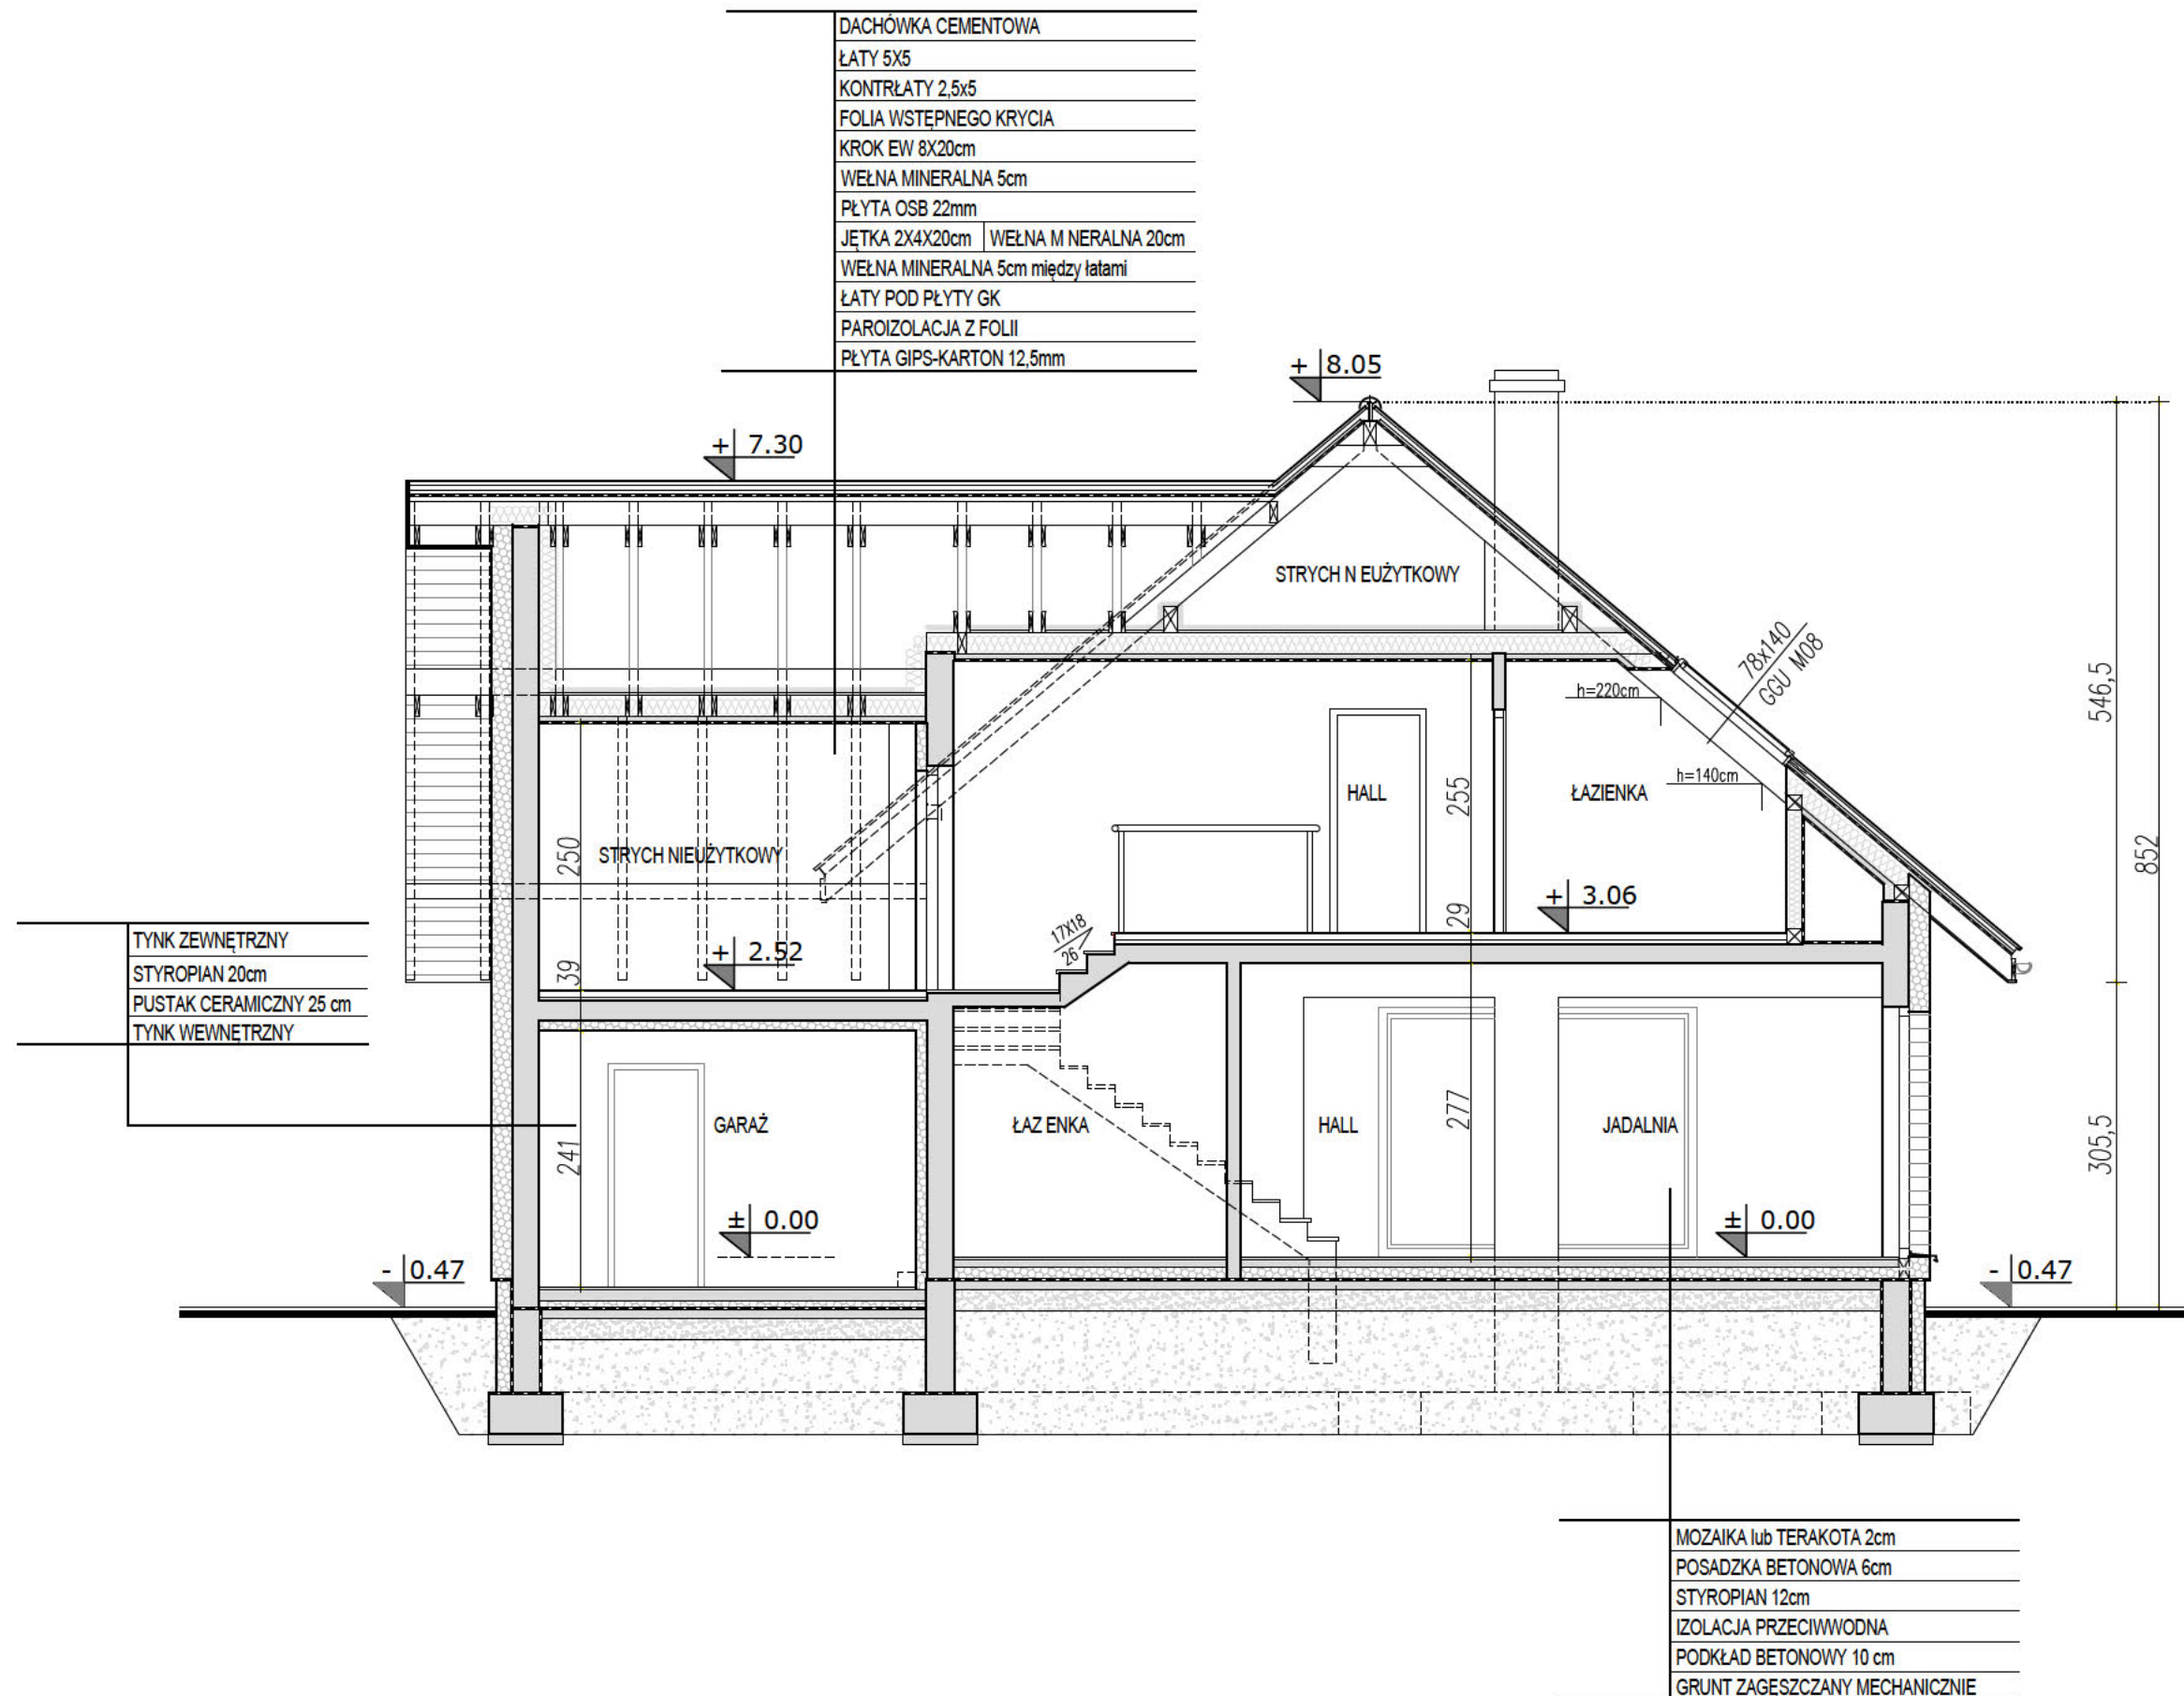 DACHÓWKA CEMENTOWA
ŁATY 5X5
KONTRŁATY 2,5x5
FOLIA WSTĘPNEGO KRYCIA
KROK EW 8X20cm
WEŁNA MINERALNA 5cm
PŁYTA OSB 22mm
JĘTKA 2X4X20cm WEŁNA M NERALNA 20cm
WEŁNA MINERALNA 5cm między łatami
ŁATY POD PŁYTY GK
PAROIZOLACJA Z FOLII
PŁYTA GIPS-KARTON 12,5mm
+ 8.05
+ 7.30
STRYCH N EUŻYTKOWY
78x140
GGU M08
h=220cm
546,5
h=140cm
HALL
255
ŁAZIENKA
250
STRYCH NIEUŻYTKOWY
852
+ 3.06
29
17X18
26
TYNK ZEWNĘTRZNY
STYROPIAN 20cm
PUSTAK CERAMICZNY 25 cm
TYNK WEWNĘTRZNY
+ 2.52
39
GARAŻ
ŁAZ ENKA
HALL
277
JADALNIA
305,5
241
± 0.00
± 0.00
- 0.47
- 0.47
MOZAIKA lub TERAKOTA 2cm
POSADZKA BETONOWA 6cm
STYROPIAN 12cm
IZOLACJA PRZECIWWODNA
PODKŁAD BETONOWY 10 cm
GRUNT ZAGĘSZCZANY MECHANICZNIE